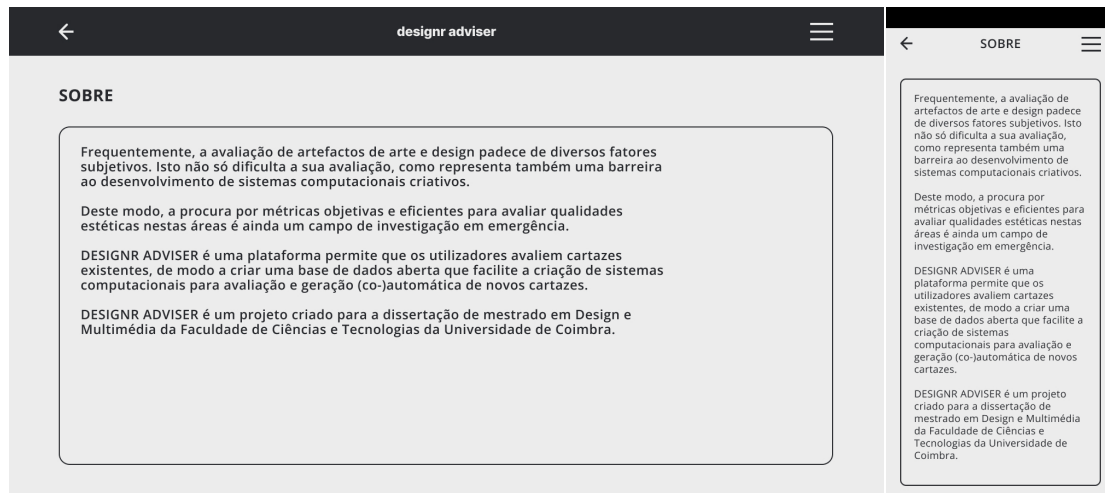 designr adviser
SOBRE
Frequentemente, a avaliação de artefactos de arte e design padece de diversos fatores
subjetivos. Isto não só dificulta a sua avaliação, como representa também uma barreira
ao desenvolvimento de sistemas computacionais criativos.
Deste modo, a procura por métricas objetivas e eficientes para avaliar qualidades
estéticas nestas áreas é ainda um campo de investigação em emergência.
DESIGNR ADVISER é uma plataforma permite que os utilizadores avaliem cartazes
existentes, de modo a criar uma base de dados aberta que facilite a criação de sistemas
computacionais para avaliação e geração (co-)automática de novos cartazes.
DESIGNR ADVISER é um projeto criado para a dissertação de mestrado em Design e
Multimédia da Faculdade de Ciências e Tecnologias da Universidade de Coimbra.
SOBRE
Frequentemente, a avaliação de
artefactos de arte e design padece
de diversos fatores subjetivos. Isto
não só dificulta a sua avaliação,
como representa também uma
barreira ao desenvolvimento de
sistemas computacionais criativos.
Deste modo, a procura por
métricas objetivas e eficientes para
avaliar qualidades estéticas nestas
áreas é ainda um campo de
investigação em emergência.
DESIGNR ADVISER é uma
plataforma permite que os
utilizadores avaliem cartazes
existentes, de modo a criar uma
base de dados aberta que facilite a
criação de sistemas
computacionais para avaliação e
geração (co-)automática de novos
cartazes.
DESIGNR ADVISER é um projeto
criado para a dissertação de
mestrado em Design e Multimédia
da Faculdade de Ciências e
Tecnologias da Universidade de
Coimbra.